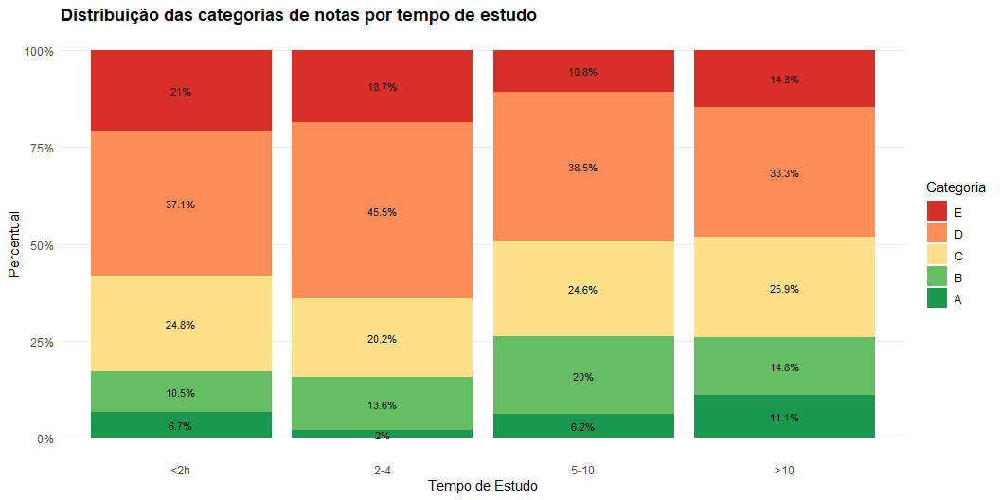 Distribuição das categorias de notas por tempo de estudo
Percentual
100%
75%
50%
25%
0%
21%
37.1%
24.8%
10.5%
6.7%
18.7%
45.5%
20.2%
13.6%
2%
10.8%
38.5%
24.6%
20%
6.2%
14.8%
33.3%
25.9%
14.8%
11.1%
<2h
2-4
5-10
>10
Tempo de Estudo
Categoria
E
D
C
B
A